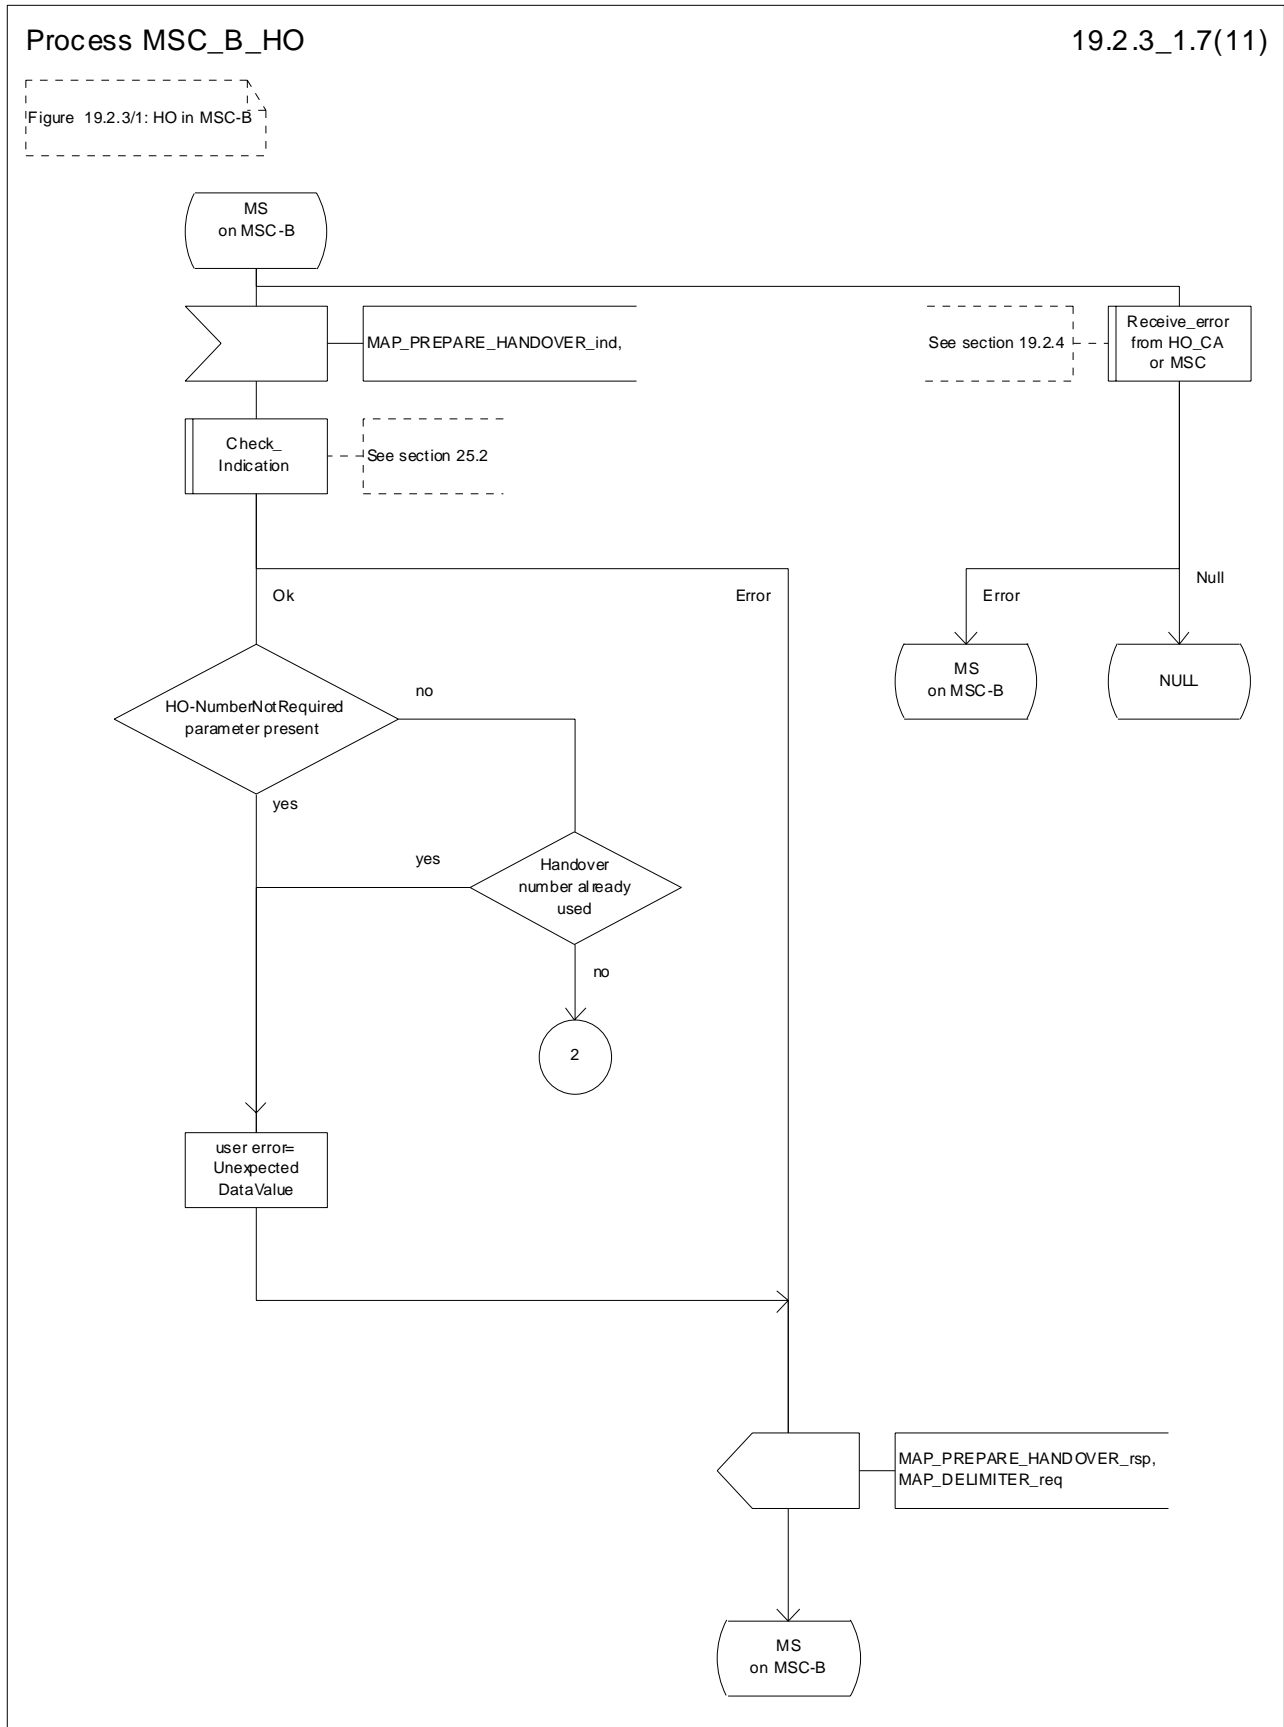 Process MSC_B_HO
19.2.3_1.7(11)
Figure 19.2.3/1: HO in MSC-B
MS
on MSC-B
MAP_PREPARE_HANDOVER_ind,
See section 19.2.4
Receive_error
from HO_CA
or MSC
Check_
Indication
See section 25.2
Ok
Error
Error
Null
MS
on MSC-B
NULL
HO-NumberNotRequired
parameter present
no
yes
yes
Handover
number already
used
no
2
user error=
Unexpected
DataValue
MAP_PREPARE_HANDOVER_rsp,
MAP_DELIMITER_req
MS
on MSC-B